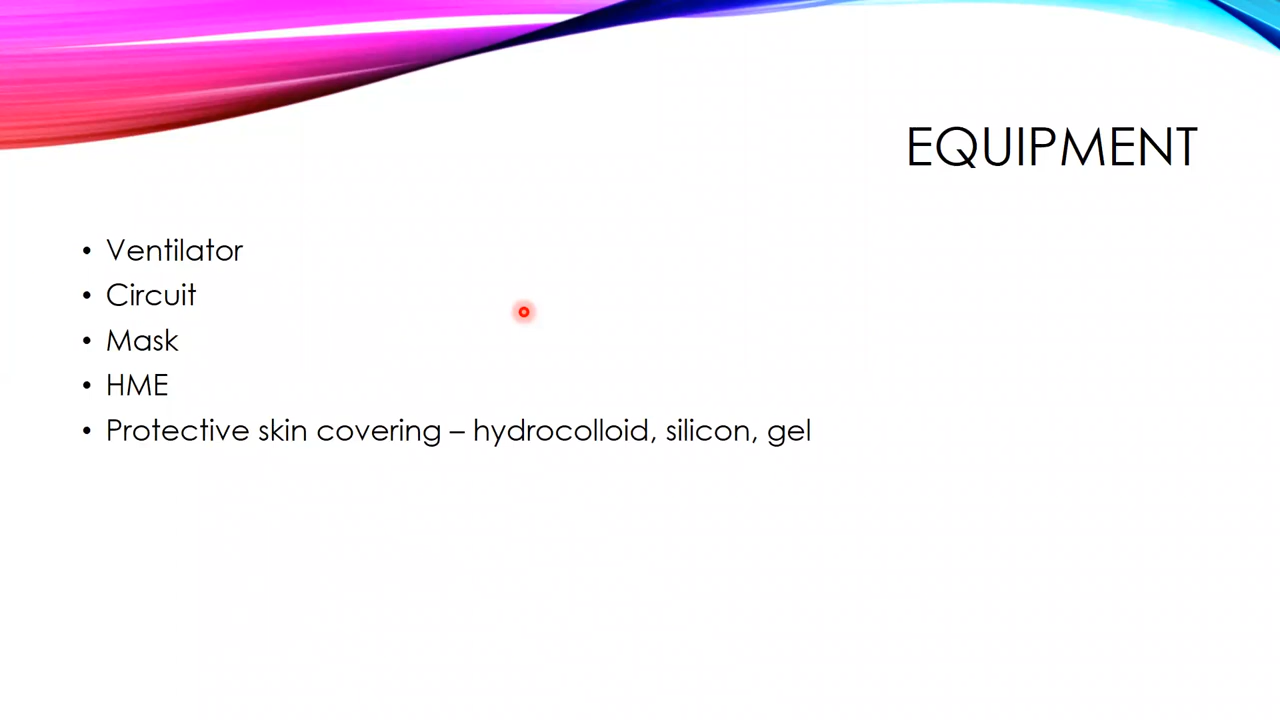 EQUIPMENT
• Ventilator
• Circuit
• Mask
• HME
• Protective skin covering – hydrocolloid, silicon, gel